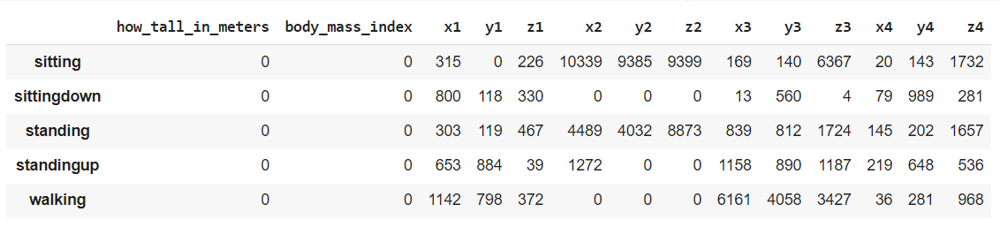 how_tall_in_meters body_mass_index x1 y1 z1 x2 y2 z2 x3 y3 z3 x4 y4 z4
sitting 0 0 315 0 226 10339 9385 9399 169 140 6367 20 143 1732
sittingdown 0 0 800 118 330 0 0 0 13 560 4 79 989 281
standing 0 0 303 119 467 4489 4032 8873 839 812 1724 145 202 1657
standingup 0 0 653 884 39 1272 0 0 1158 890 1187 219 648 536
walking 0 0 1142 798 372 0 0 0 6161 4058 3427 36 281 968